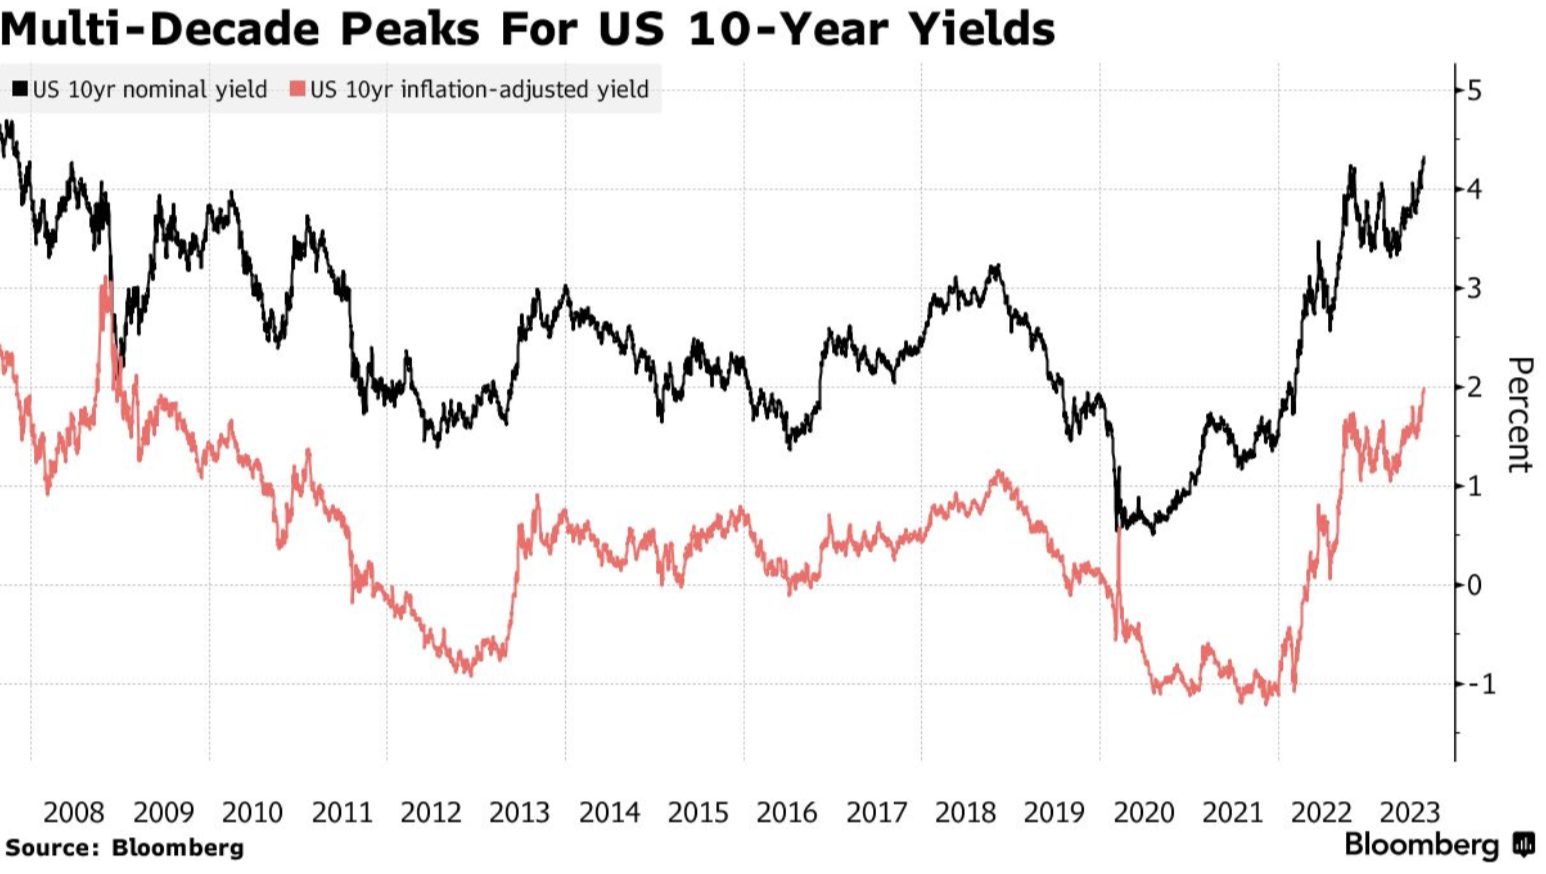 Multi-Decade Peaks For US 10-Year Yields
US 10yr nominal yield US 10yr inflation-adjusted yield
5
4
3
2
1
0
-1
Percent
2008 2009 2010 2011 2012 2013 2014 2015 2016 2017 2018 2019 2020 2021 2022 2023
Source: Bloomberg
Bloomberg